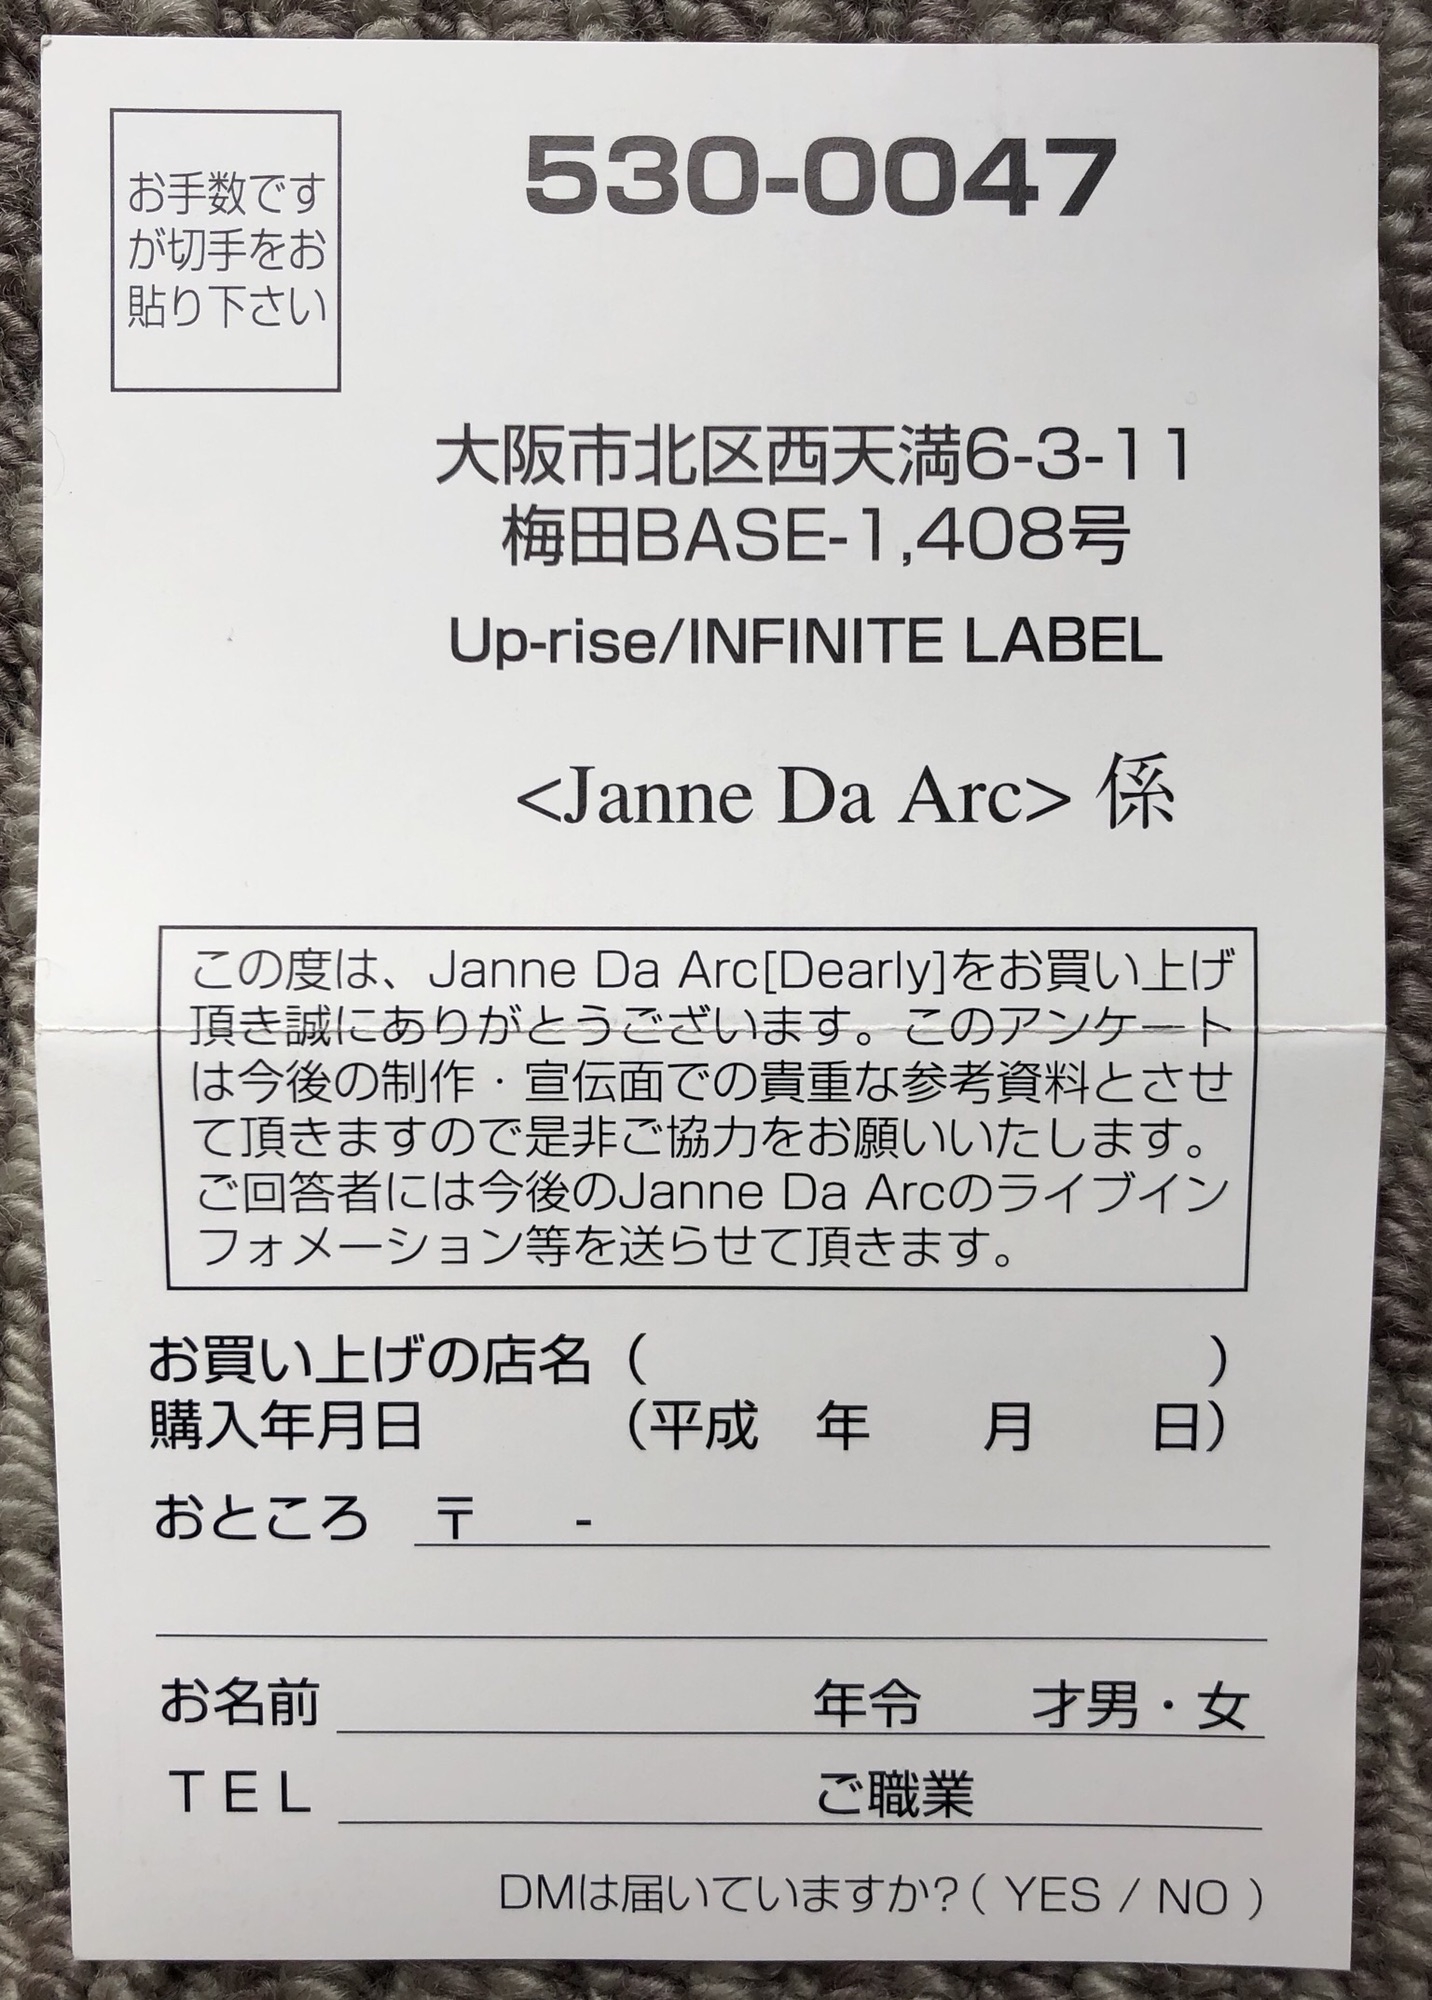 お手数です
が切手をお
貼り下さい
530-0047
大阪市北区西天満6-3-11
梅田BASE-1,408号
Up-rise/INFINITE LABEL
<Janne Da Arc> 係
この度は、Janne Da Arc[Dearly]をお買い上げ
頂き誠にありがとうございます。このアンケート
は今後の制作・宣伝面での貴重な参考資料とさせ
て頂きますので是非ご協力をお願いいたします。
ご回答者には今後のJanne Da Arcのライブイン
フォメーション等を送らせて頂きます。
お買い上げの店名（　　　　　　　　　　）
購入年月日　　　　（平成　年　　月　　日）
おところ　〒　　-
お名前　　　　　　　　　年令　　才男・女
ＴＥＬ　　　　　　　　　ご職業
DMは届いていますか?( YES / NO )